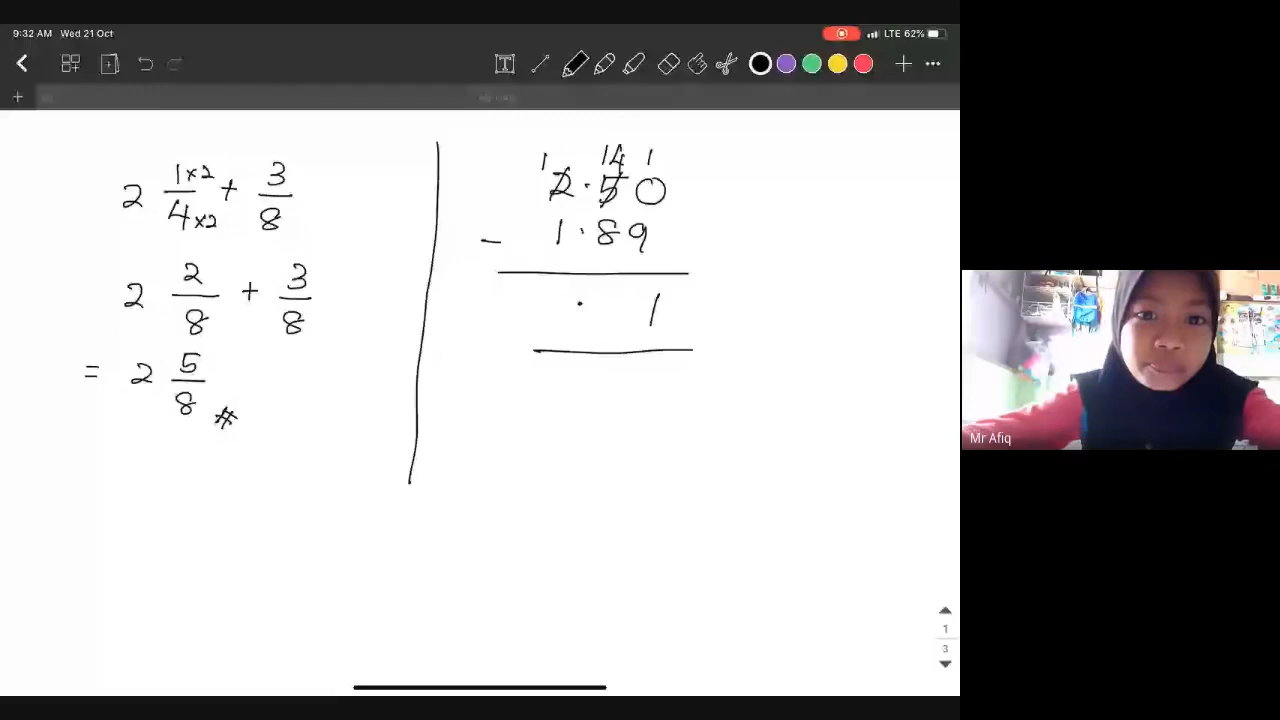 9:32 AM Wed 21 Oct
LTE 62%
2 1×2/4×2 + 3/8
2 2/8 + 3/8
= 2 5/8 #
1 14 1
2.50
- 1.89
. 1
1
3
Mr Afiq